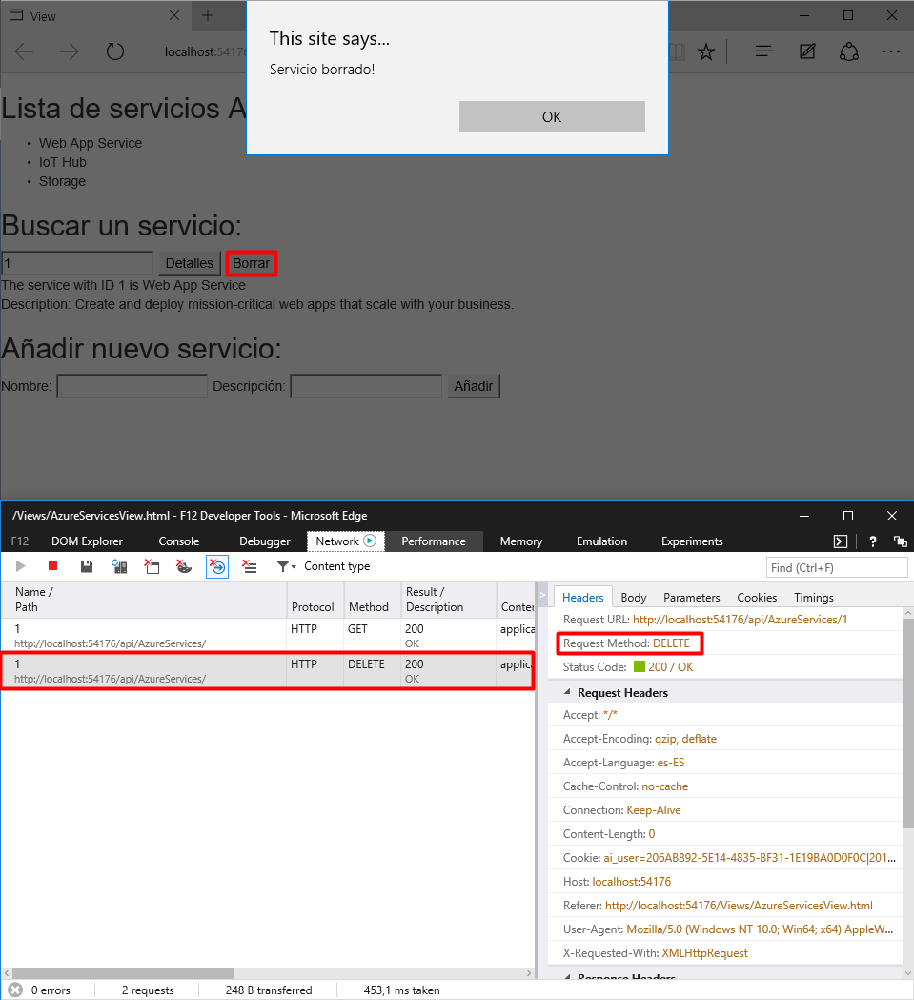 View
localhost:5417
This site says...
Servicio borrado!
OK
Lista de servicios A
• Web App Service
• IoT Hub
• Storage
Buscar un servicio:
1 Detalles Borrar
The service with ID 1 is Web App Service
Description: Create and deploy mission-critical web apps that scale with your business.
Añadir nuevo servicio:
Nombre: Descripción: Añadir
/Views/AzureServicesView.html - F12 Developer Tools - Microsoft Edge
F12 DOM Explorer Console Debugger Network Performance Memory Emulation Experiments
Content type
Find (Ctrl+F)
Name /
Path
Protocol
Method
Result /
Description
Conter
1 HTTP GET 200 applica
http://localhost:54176/api/AzureServices/ OK
1 HTTP DELETE 200 applica
http://localhost:54176/api/AzureServices/ OK
Headers Body Parameters Cookies Timings
Request URL: http://localhost:54176/api/AzureServices/1
Request Method: DELETE
Status Code: 200 / OK
Request Headers
Accept: */*
Accept-Encoding: gzip, deflate
Accept-Language: es-ES
Cache-Control: no-cache
Connection: Keep-Alive
Content-Length: 0
Cookie: ai_user=206AB892-5E14-4835-BF31-1E19BA0D0F0C|201...
Host: localhost:54176
Referer: http://localhost:54176/Views/AzureServicesView.html
User-Agent: Mozilla/5.0 (Windows NT 10.0; Win64; x64) AppleW...
X-Requested-With: XMLHttpRequest
Response Headers
0 errors 2 requests 248 B transferred 453,1 ms taken